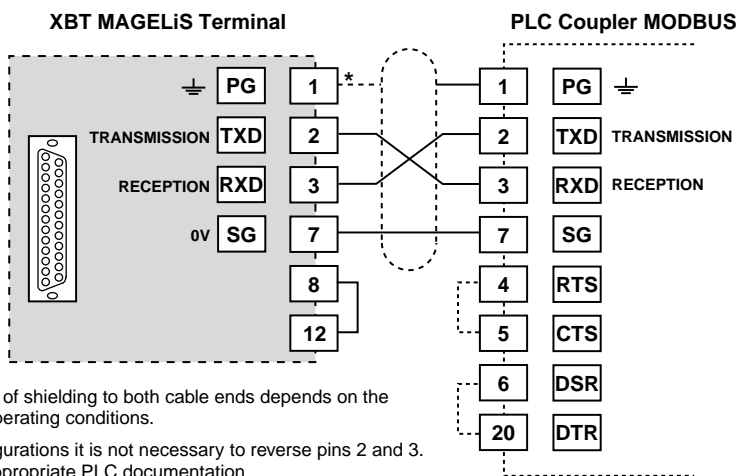 XBT MAGELiS Terminal
PLC Coupler MODBUS
PG 1 * 1 PG
TRANSMISSION TXD 2 2 TXD TRANSMISSION
RECEPTION RXD 3 3 RXD RECEPTION
0V SG 7 7 SG
8 4 RTS
12 5 CTS
6 DSR
20 DTR
of shielding to both cable ends depends on the
erating conditions.
gurations it is not necessary to reverse pins 2 and 3.
propriate PLC documentation